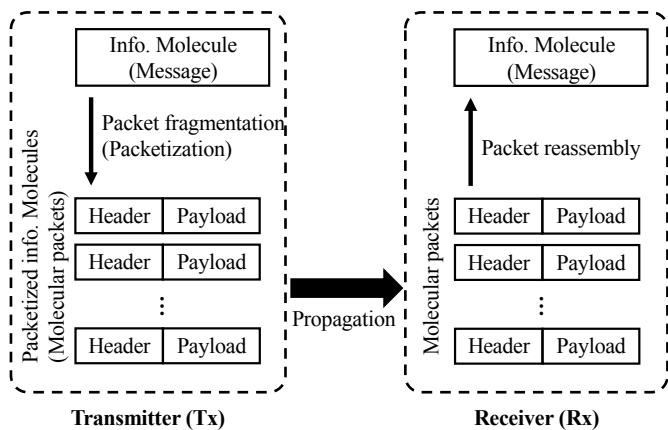 Info. Molecule
(Message)
Packet fragmentation
(Packetization)
Packetized info. Molecules
(Molecular packets)
Header Payload
Header Payload
...
Header Payload
Transmitter (Tx)
Propagation
Info. Molecule
(Message)
Packet reassembly
Molecular packets
Header Payload
Header Payload
...
Header Payload
Receiver (Rx)